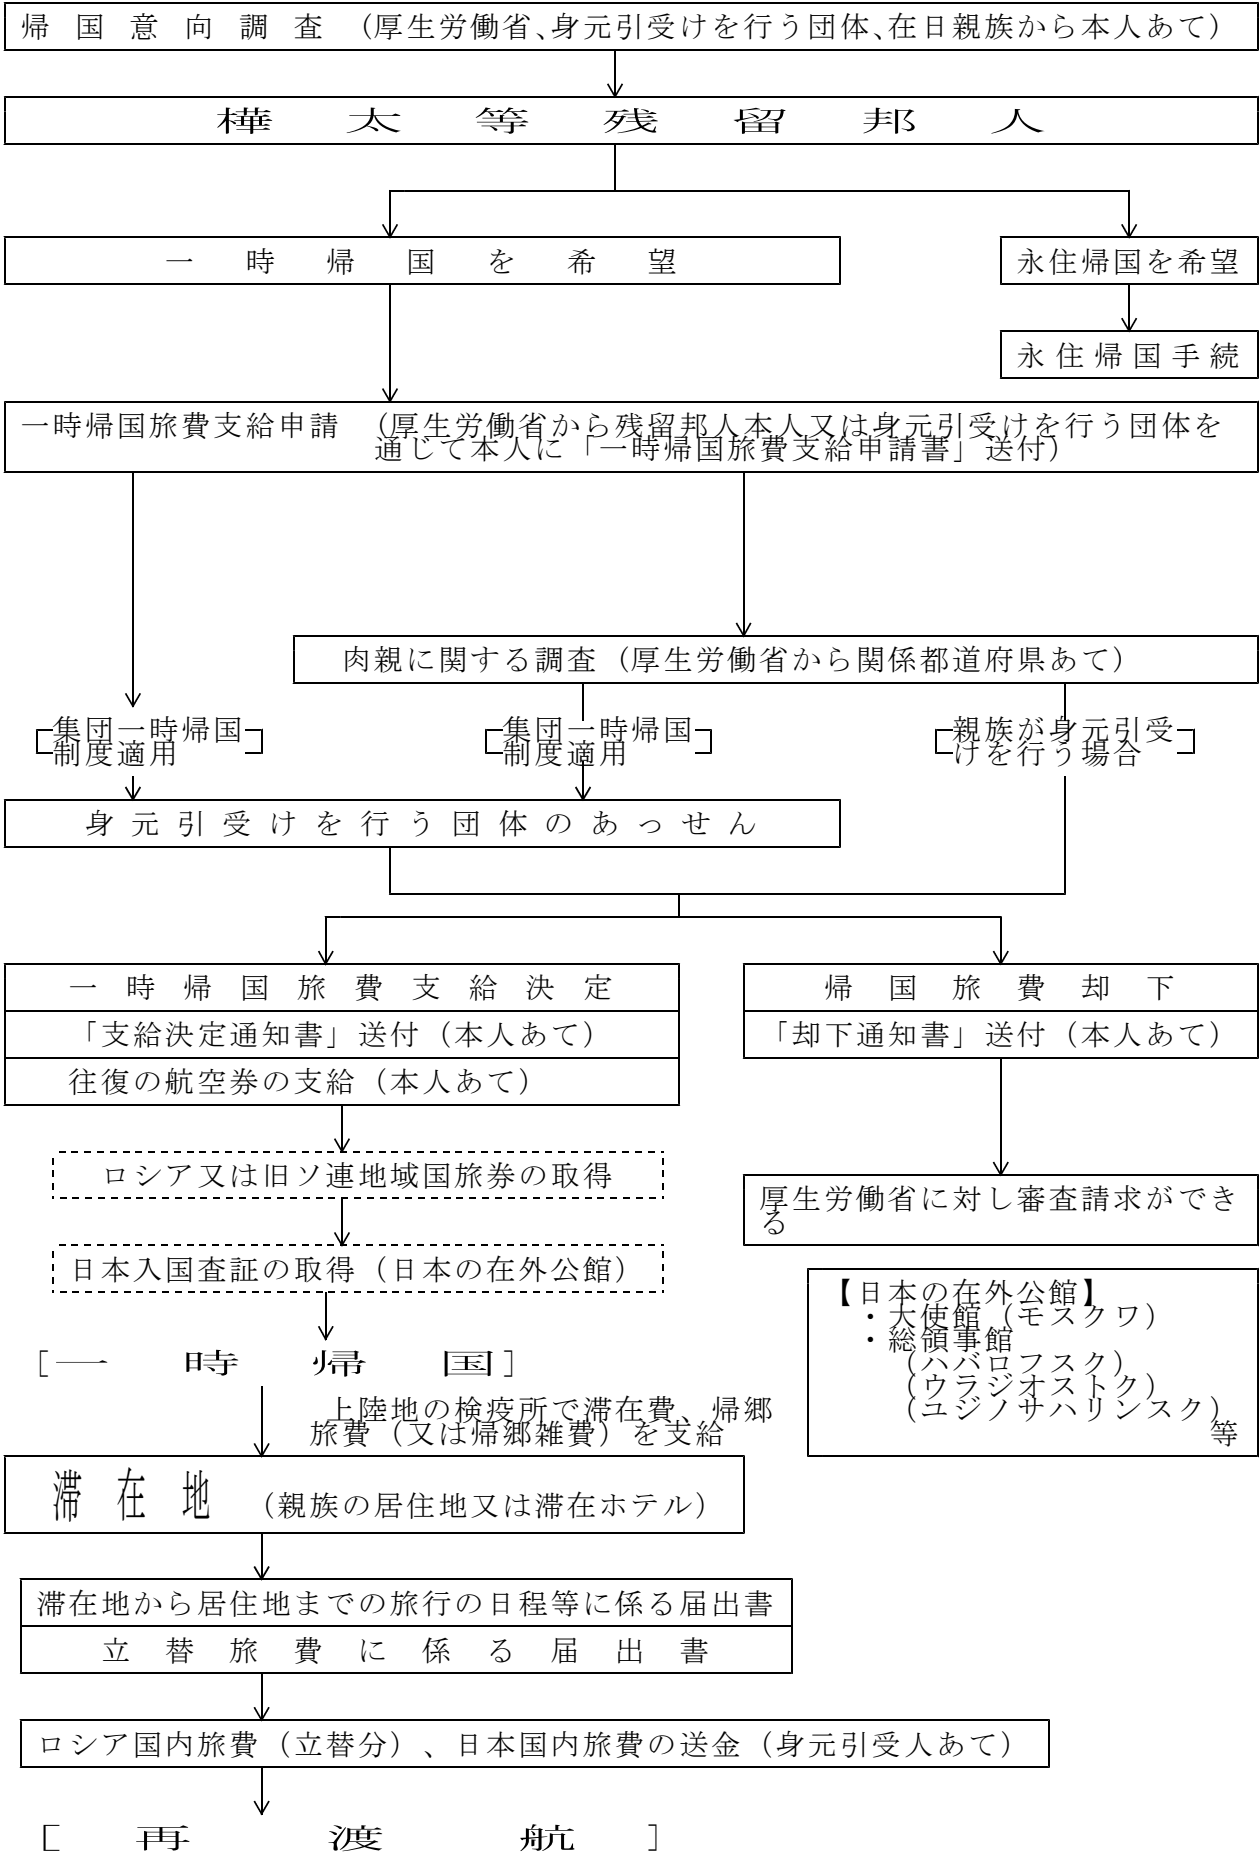 帰国意向調査 (厚生労働省、身元引受けを行う団体、在日親族から本人あて)
樺太等残留邦人
一時帰国を希望
永住帰国を希望
永住帰国手続
一時帰国旅費支給申請 (厚生労働省から残留邦人本人又は身元引受けを行う団体を
通じて本人に「一時帰国旅費支給申請書」送付)
肉親に関する調査(厚生労働省から関係都道府県あて)
集団一時帰国
制度適用
集団一時帰国
制度適用
親族が身元引受
けを行う場合
身元引受けを行う団体のあっせん
一時帰国旅費支給決定
「支給決定通知書」送付(本人あて)
往復の航空券の支給(本人あて)
帰国旅費却下
「却下通知書」送付(本人あて)
ロシア又は旧ソ連地域国旅券の取得
厚生労働省に対し審査請求ができ
る
日本入国査証の取得(日本の在外公館)
【日本の在外公館】
・大使館(モスクワ)
・総領事館
(ハバロフスク)
(ウラジオストク)
(ユジノサハリンスク)
等
[一時帰国]
上陸地の検疫所で滞在費、帰郷
旅費(又は帰郷雑費)を支給
滞在地 (親族の居住地又は滞在ホテル)
滞在地から居住地までの旅行の日程等に係る届出書
立替旅費に係る届出書
ロシア国内旅費(立替分)、日本国内旅費の送金(身元引受人あて)
[再渡航]